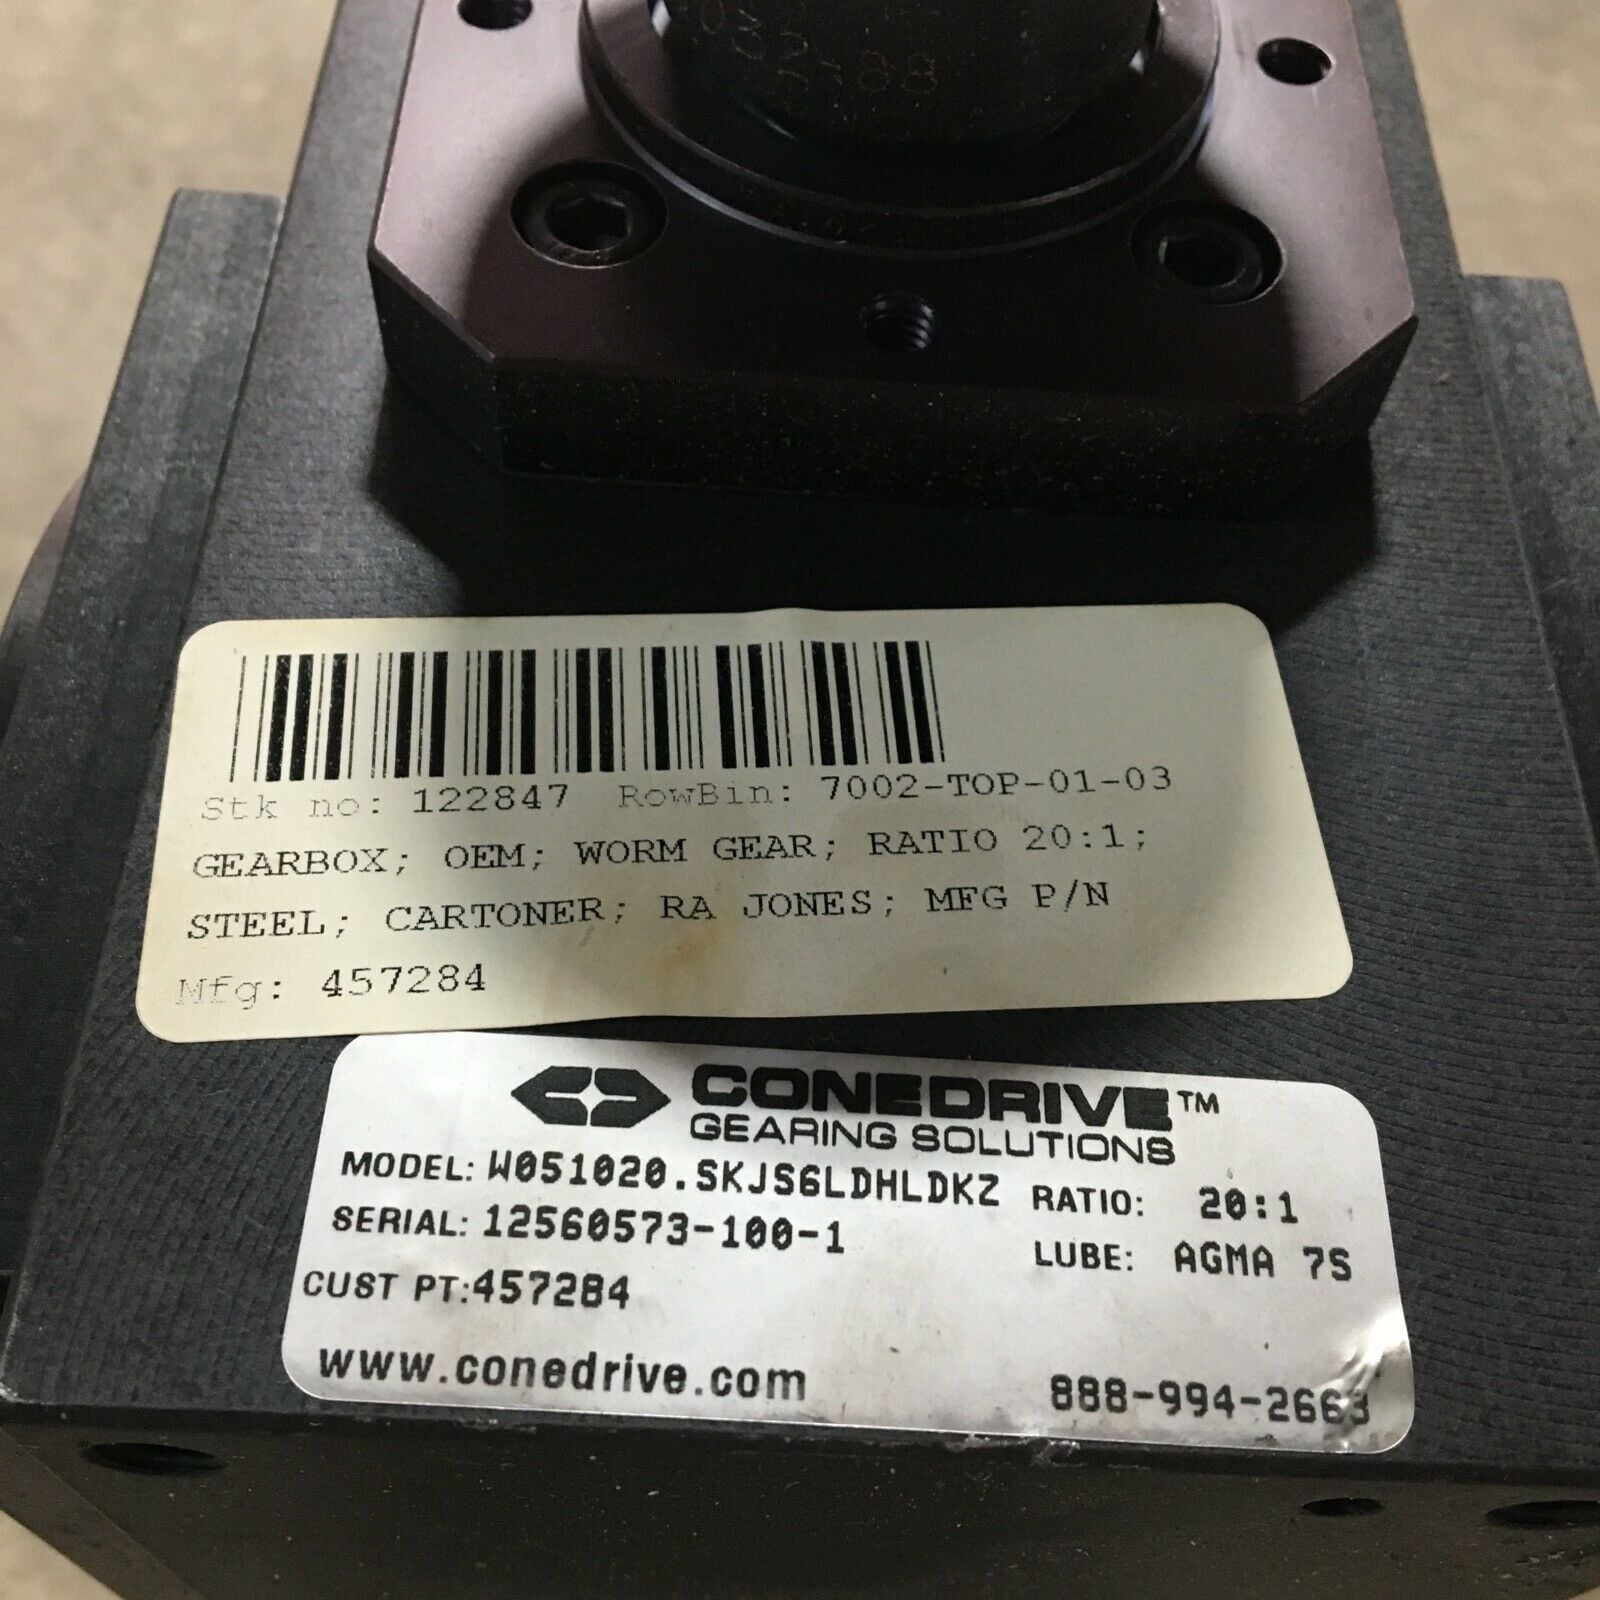 032-88
Stk no: 122847 RowBin: 7002-TOP-01-03
GEARBOX; OEM; WORM GEAR; RATIO 20:1;
STEEL; CARTONER; RA JONES; MFG P/N
Mfg: 457284
CONEDRIVE™
GEARING SOLUTIONS
MODEL: W051020.SKJS6LDHLDKZ RATIO: 20:1
SERIAL: 12560573-100-1 LUBE: AGMA 7S
CUST PT:457284
www.conedrive.com 888-994-2663